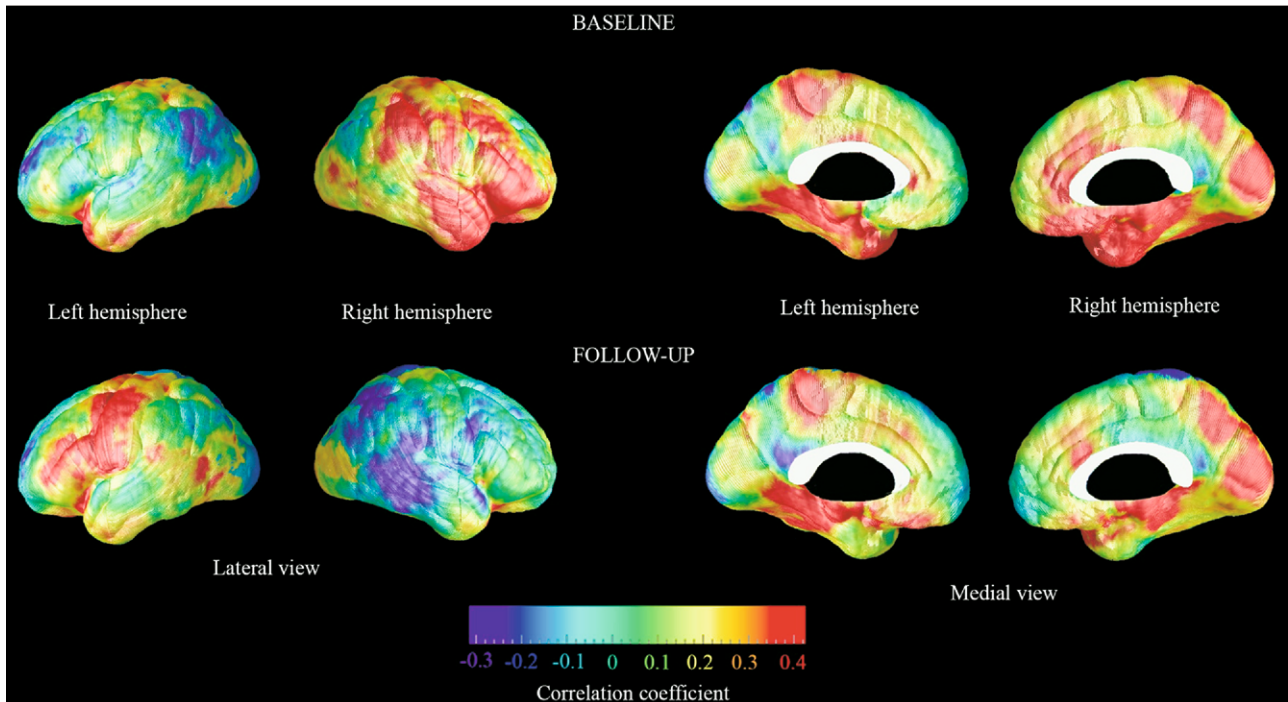 BASELINE
Left hemisphere
Right hemisphere
Left hemisphere
Right hemisphere
FOLLOW-UP
Lateral view
Medial view
-0.3 -0.2 -0.1 0 0.1 0.2 0.3 0.4
Correlation coefficient